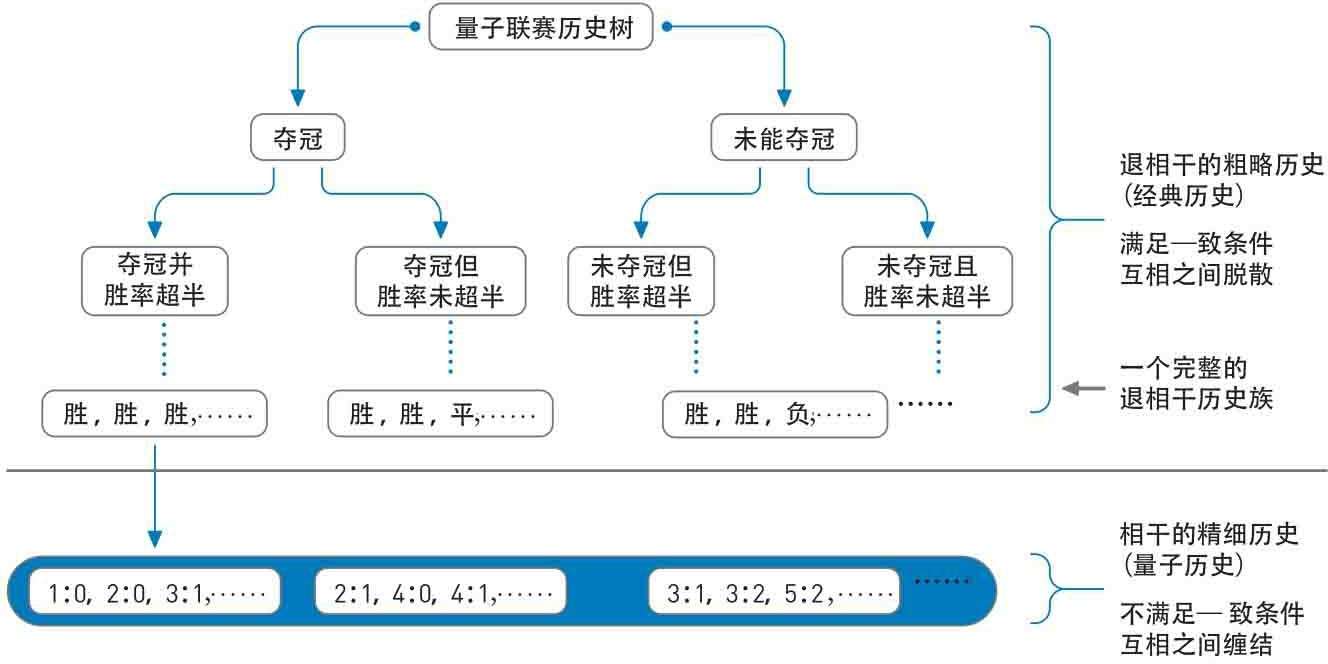 量子联赛历史树
夺冠
未能夺冠
夺冠并
胜率超半
夺冠但
胜率未超半
未夺冠但
胜率超半
未夺冠且
胜率未超半
胜，胜，胜,……
胜，胜，平,……
胜，胜，负,……
……
退相干的粗略历史
(经典历史)
满足一致条件
互相之间脱散
一个完整的
退相干历史族
1:0, 2:0, 3:1,……
2:1, 4:0, 4:1,……
3:1, 3:2, 5:2,……
……
相干的精细历史
(量子历史)
不满足一 致条件
互相之间缠结